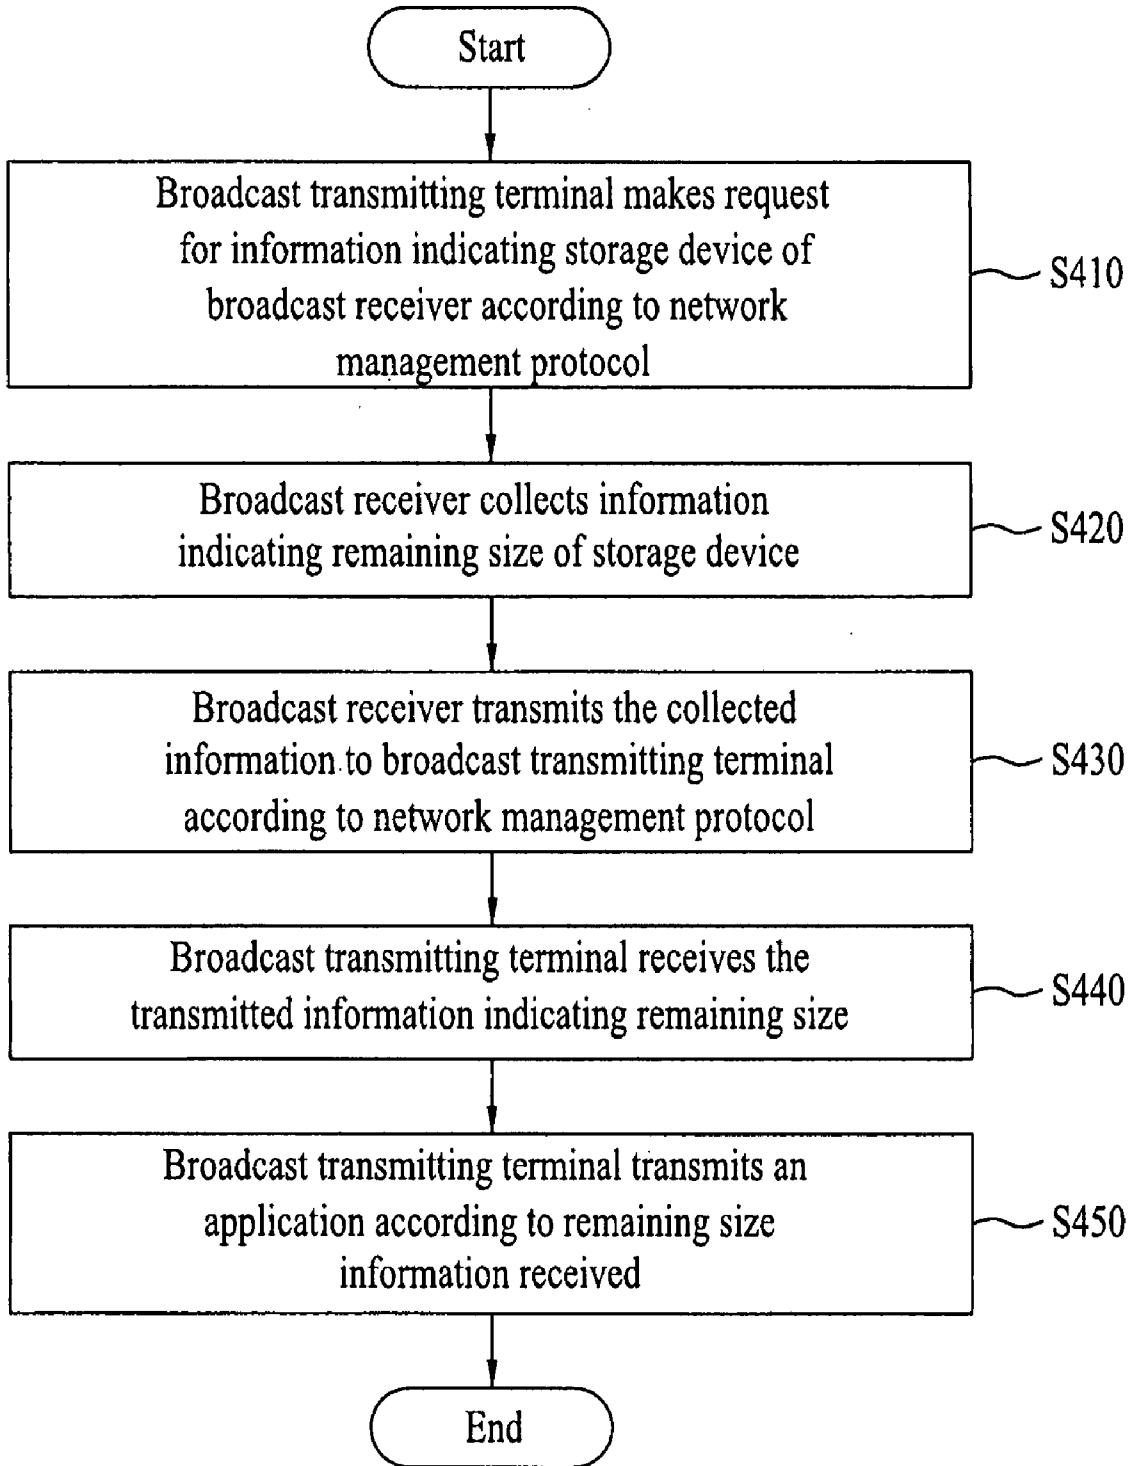 Start
Broadcast transmitting terminal makes request
for information indicating storage device of
broadcast receiver according to network
management protocol
S410
Broadcast receiver collects information
indicating remaining size of storage device
S420
Broadcast receiver transmits the collected
information to broadcast transmitting terminal
according to network management protocol
S430
Broadcast transmitting terminal receives the
transmitted information indicating remaining size
S440
Broadcast transmitting terminal transmits an
application according to remaining size
information received
S450
End